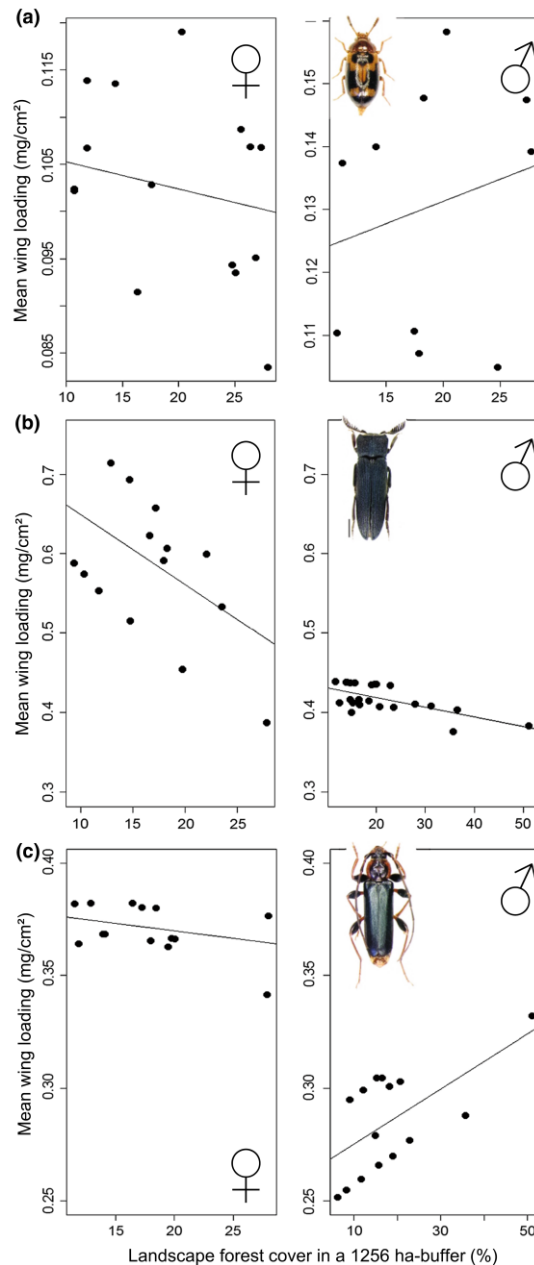 (a)
Mean wing loading (mg/cm²)
0.085 0.095 0.105 0.115
10 15 20 25
♀
0.11 0.12 0.13 0.14 0.15
10 15 20 25
♂
(b)
Mean wing loading (mg/cm²)
0.3 0.4 0.5 0.6 0.7
10 15 20 25
♀
0.3 0.4 0.5 0.6 0.7
20 30 40 50
♂
(c)
Mean wing loading (mg/cm²)
0.25 0.30 0.35 0.40
15 20 25
♀
0.25 0.30 0.35 0.40
10 20 30 40 50
♂
Landscape forest cover in a 1256 ha-buffer (%)